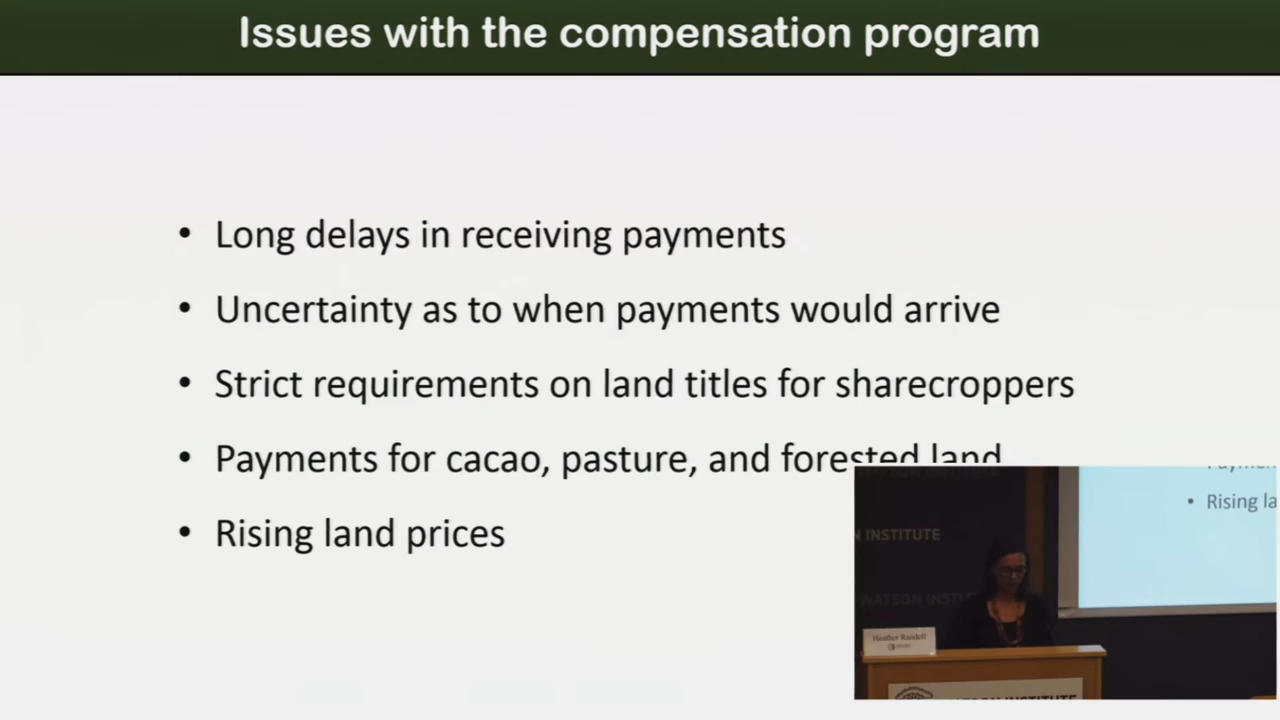 Issues with the compensation program
• Long delays in receiving payments
• Uncertainty as to when payments would arrive
• Strict requirements on land titles for sharecroppers
• Payments for cacao, pasture, and forested land
• Rising land prices
• Rising la
N INSTITUTE
WATSON INSTIT
Heather Randell
WATSON INSTITUTE